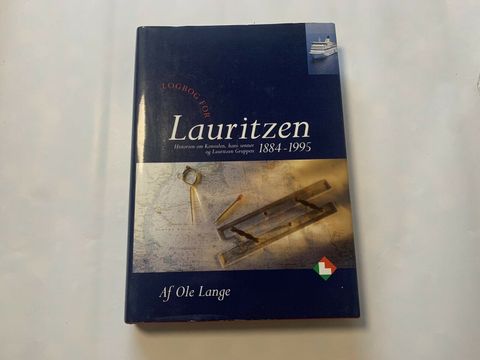 LOGBOG FOR
Lauritzen
Historien om Konsulen, hans sønner
og Lauritzen Gruppen
1884-1995
L
Af Ole Lange